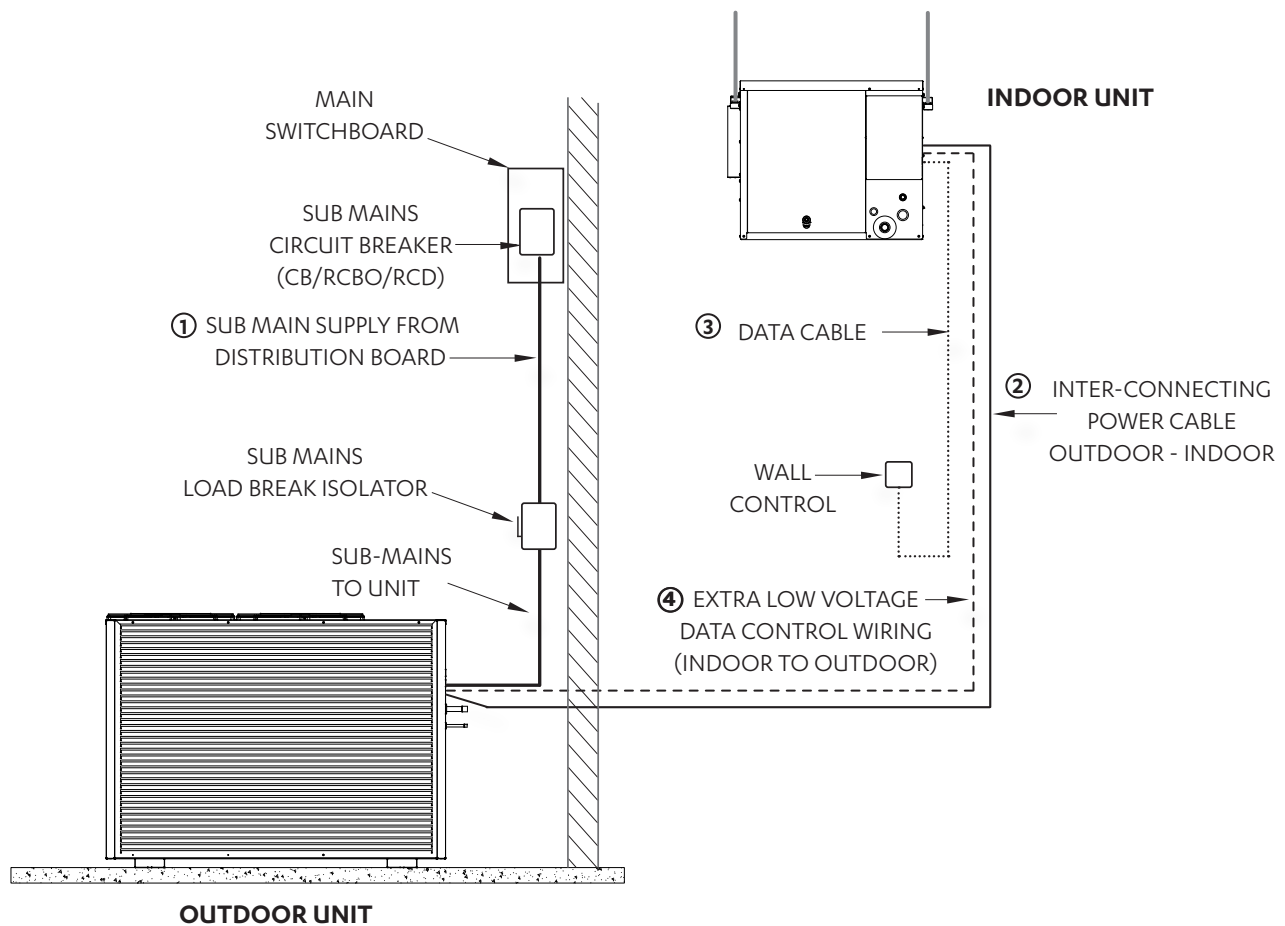 INDOOR UNIT
MAIN
SWITCHBOARD
SUB MAINS
CIRCUIT BREAKER
(CB/RCBO/RCD)
① SUB MAIN SUPPLY FROM
DISTRIBUTION BOARD
③ DATA CABLE
② INTER-CONNECTING
POWER CABLE
OUTDOOR - INDOOR
SUB MAINS
LOAD BREAK ISOLATOR
WALL
CONTROL
SUB-MAINS
TO UNIT
④ EXTRA LOW VOLTAGE
DATA CONTROL WIRING
(INDOOR TO OUTDOOR)
OUTDOOR UNIT